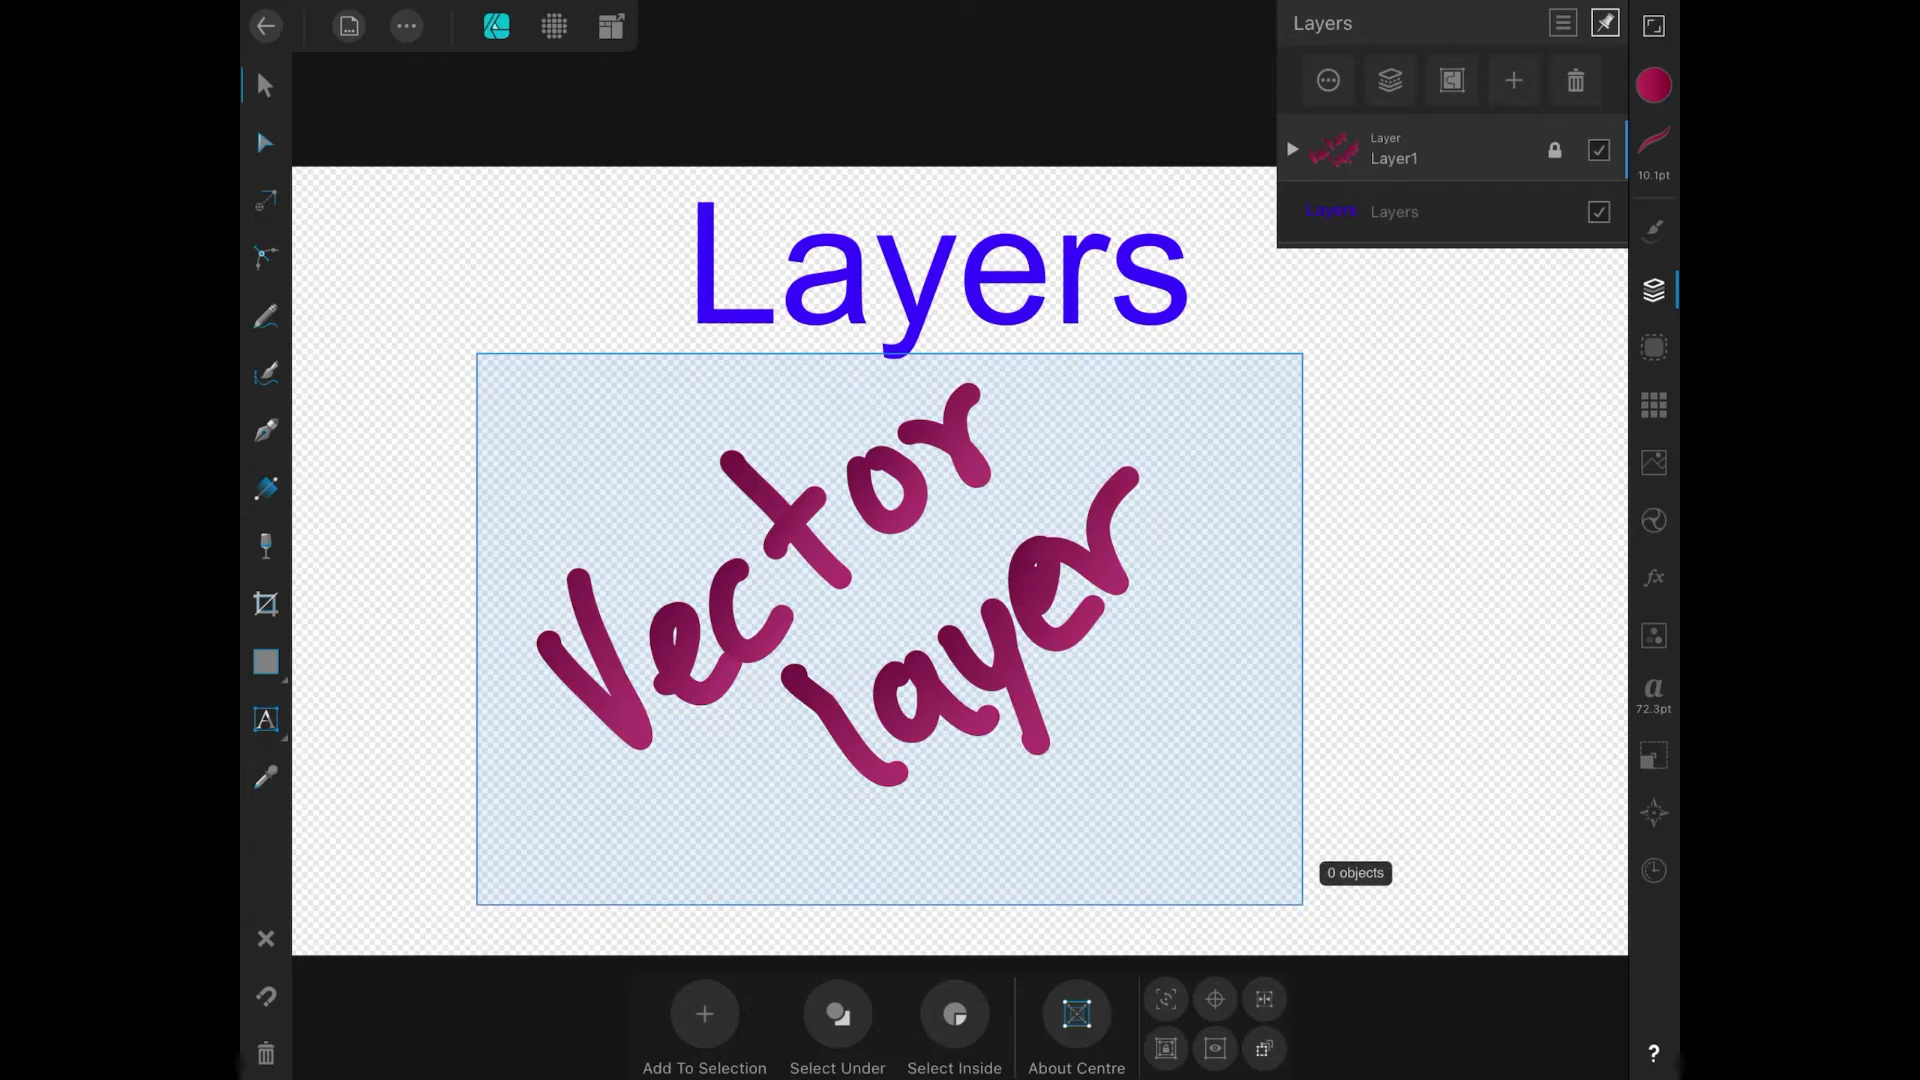 Layers
Layer
Layer1
10.1pt
Layers
Layers
Layers
Vector
layer
fx
a
72.3pt
A
0 objects
Add To Selection
Select Under
Select Inside
About Centre
?